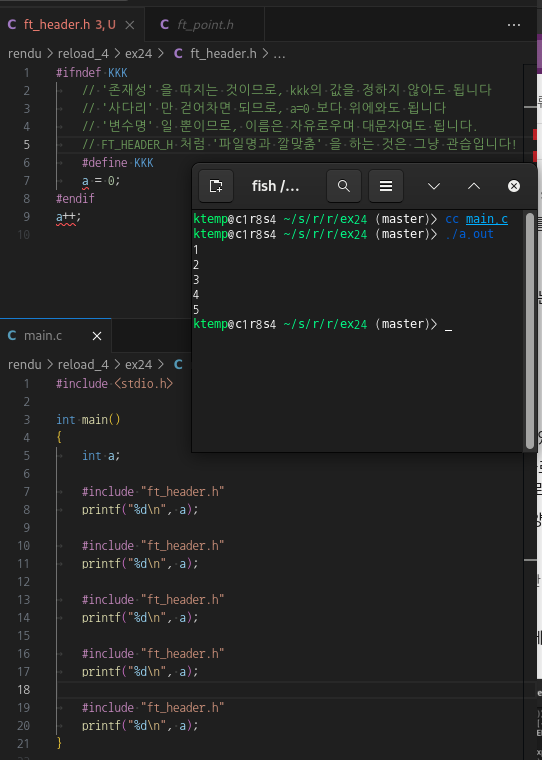 C ft_header.h 3, U ×
C ft_point.h
...
rendu > reload_4 > ex24 > C ft_header.h > ...
1 #ifndef KKK
2 // '존재성' 을 따지는 것이므로, kkk의 값을 정하지 않아도 됩니다
3 // '사다리' 만 걷어차면 되므로, a=0 보다 위에와도 됩니다
4 // '변수명' 일 뿐이므로, 이름은 자유로우며 대문자여도 됩니다.
5 // FT_HEADER_H 처럼 '파일명과 깔맞춤' 을 하는 것은 그냥 관습입니다!
6 #define KKK
7 a = 0;
8 #endif
9 a++;
10
fish /...
ktemp@c1r8s4 ~/s/r/r/ex24 (master)> cc main.c
ktemp@c1r8s4 ~/s/r/r/ex24 (master)> ./a.out
1
2
3
4
5
ktemp@c1r8s4 ~/s/r/r/ex24 (master)> _
C main.c ×
rendu > reload_4 > ex24 > C
1 #include <stdio.h>
2
3 int main()
4 {
5 int a;
6
7 #include "ft_header.h"
8 printf("%d\n", a);
9
10 #include "ft_header.h"
11 printf("%d\n", a);
12
13 #include "ft_header.h"
14 printf("%d\n", a);
15
16 #include "ft_header.h"
17 printf("%d\n", a);
18
19 #include "ft_header.h"
20 printf("%d\n", a);
21 }